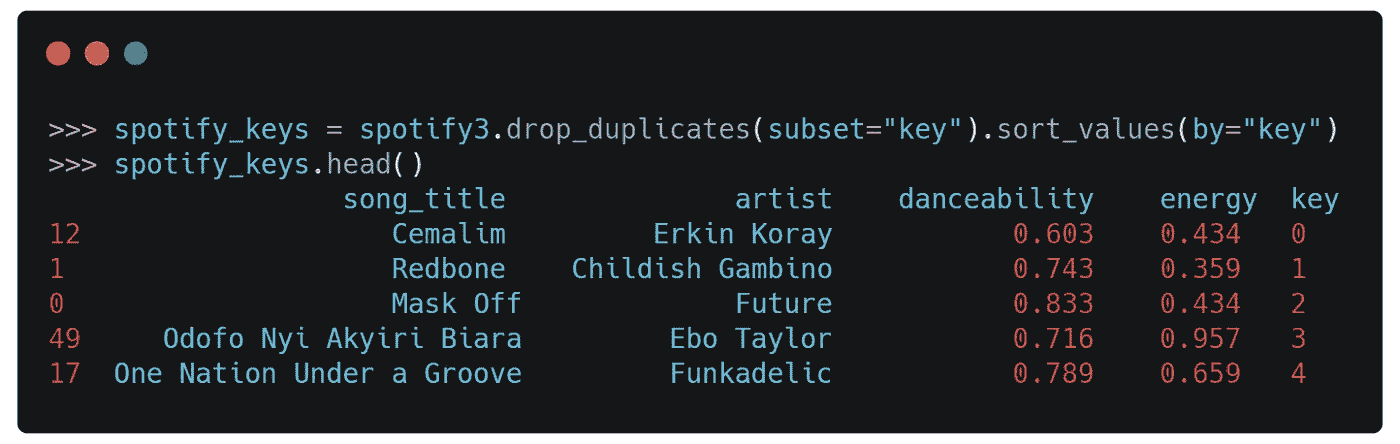 >>> spotify_keys = spotify3.drop_duplicates(subset="key").sort_values(by="key")
>>> spotify_keys.head()
song_title artist danceability energy key
12 Cemalim Erkin Koray 0.603 0.434 0
1 Redbone Childish Gambino 0.743 0.359 1
0 Mask Off Future 0.833 0.434 2
49 Odofo Nyi Akyiri Biara Ebo Taylor 0.716 0.957 3
17 One Nation Under a Groove Funkadelic 0.789 0.659 4